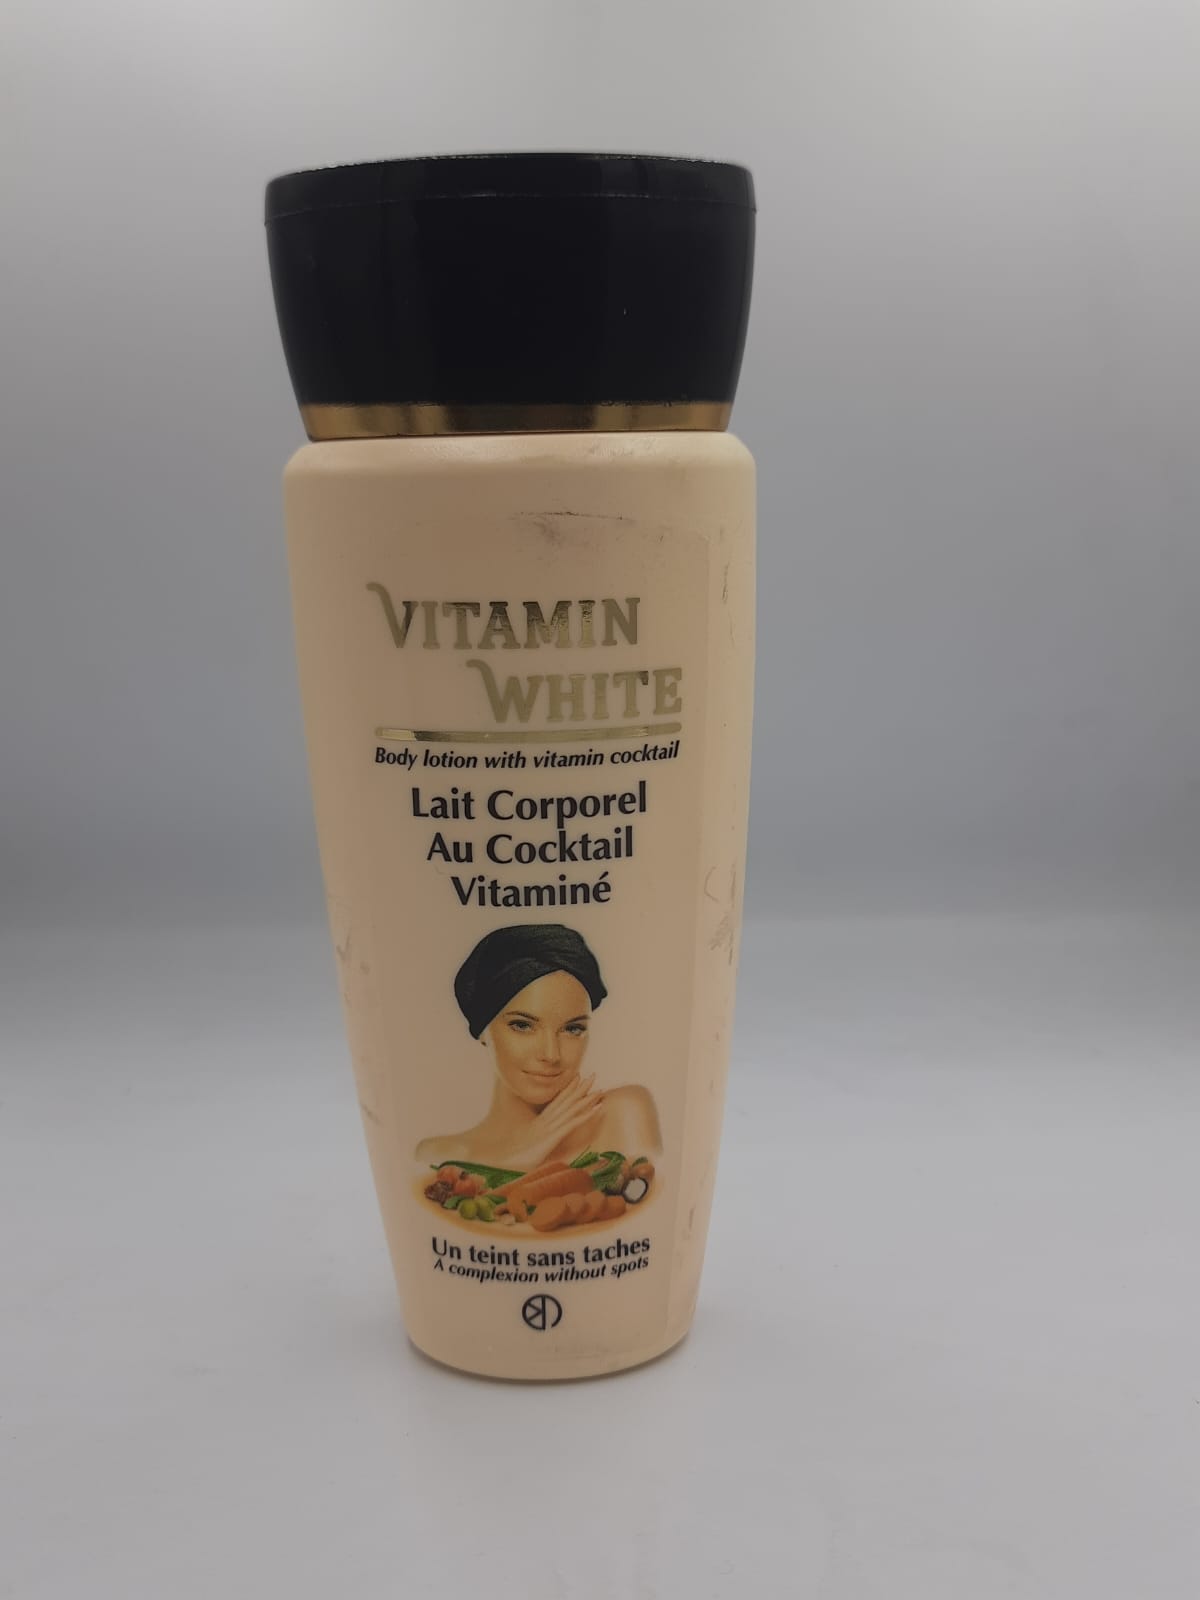 VITAMIN
WHITE
Body lotion with vitamin cocktail
Lait Corporel
Au Cocktail
Vitaminé
Un teint sans taches
A complexion without spots